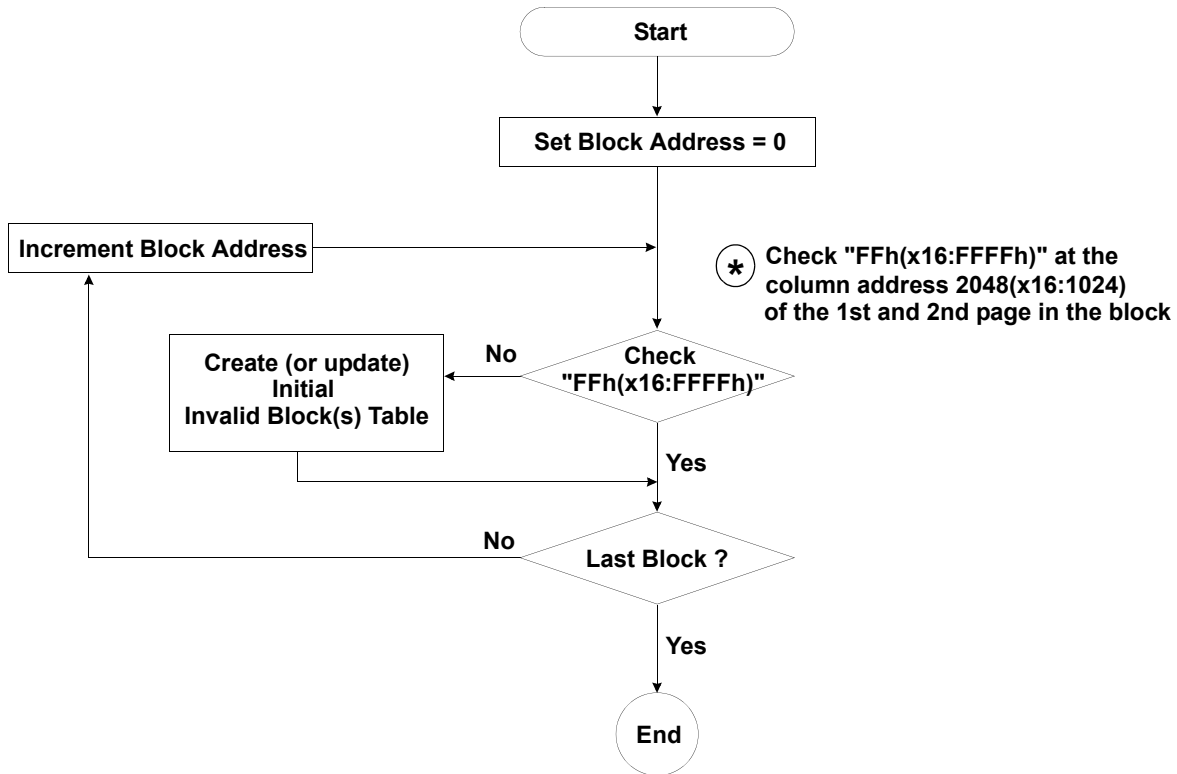 Start
Set Block Address = 0
Increment Block Address
* Check "FFh(x16:FFFFh)" at the
column address 2048(x16:1024)
of the 1st and 2nd page in the block
No
Check
"FFh(x16:FFFFh)"
Create (or update)
Initial
Invalid Block(s) Table
Yes
No
Last Block ?
Yes
End